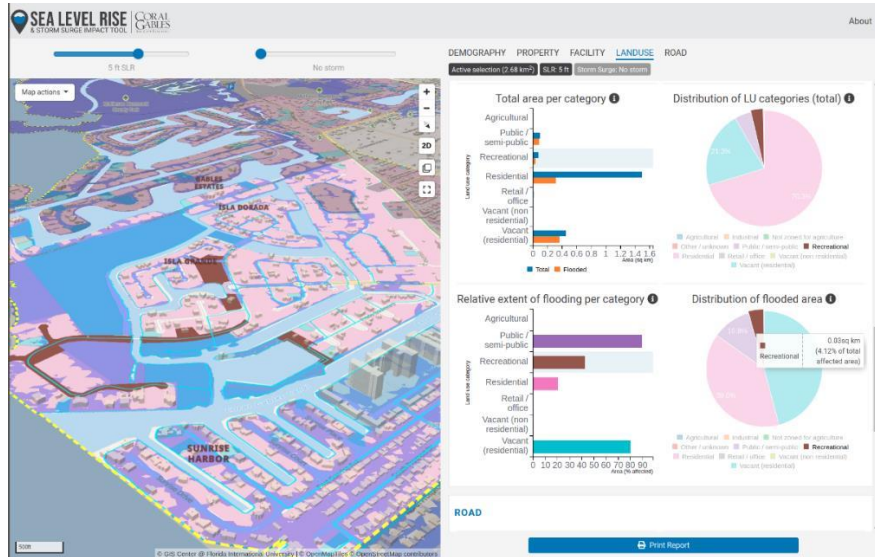 SEA LEVEL RISE
& STORM SURGE IMPACT TOOL
CORAL GABLES
About
5 ft SLR
No storm
DEMOGRAPHY PROPERTY FACILITY LANDUSE ROAD
Active selection (2.68 km²) SLR: 5 ft Storm Surge: No storm
Map actions
+
−
2D
GABLES
ESTATES
ISLA DORADA
ISLA GRANDE
SUNRISE
HARBOR
© GIS Center @ Florida International University | © OpenMapTiles © OpenStreetMap contributors
Total area per category
Land use category
Agricultural
Public /
semi-public
Recreational
Residential
Retail /
office
Vacant (non
residential)
Vacant
(residential)
0 0.2 0.4 0.6 0.8 1 1.2 1.4 1.6
Area (sq km)
Total Flooded
Distribution of LU categories (total)
Agricultural Industrial Not zoned for agriculture
Other / unknown Public / semi-public Recreational
Residential Retail / office Vacant (non residential)
Vacant (residential)
Relative extent of flooding per category
Land use category
Agricultural
Public /
semi-public
Recreational
Residential
Retail /
office
Vacant (non
residential)
Vacant
(residential)
0 10 20 30 40 50 60 70 80 90
Area (% affected)
Distribution of flooded area
Recreational
0.03sq km
(4.12% of total
affected area)
Agricultural Industrial Not zoned for agriculture
Other / unknown Public / semi-public Recreational
Residential Retail / office Vacant (non residential)
Vacant (residential)
ROAD
Print Report